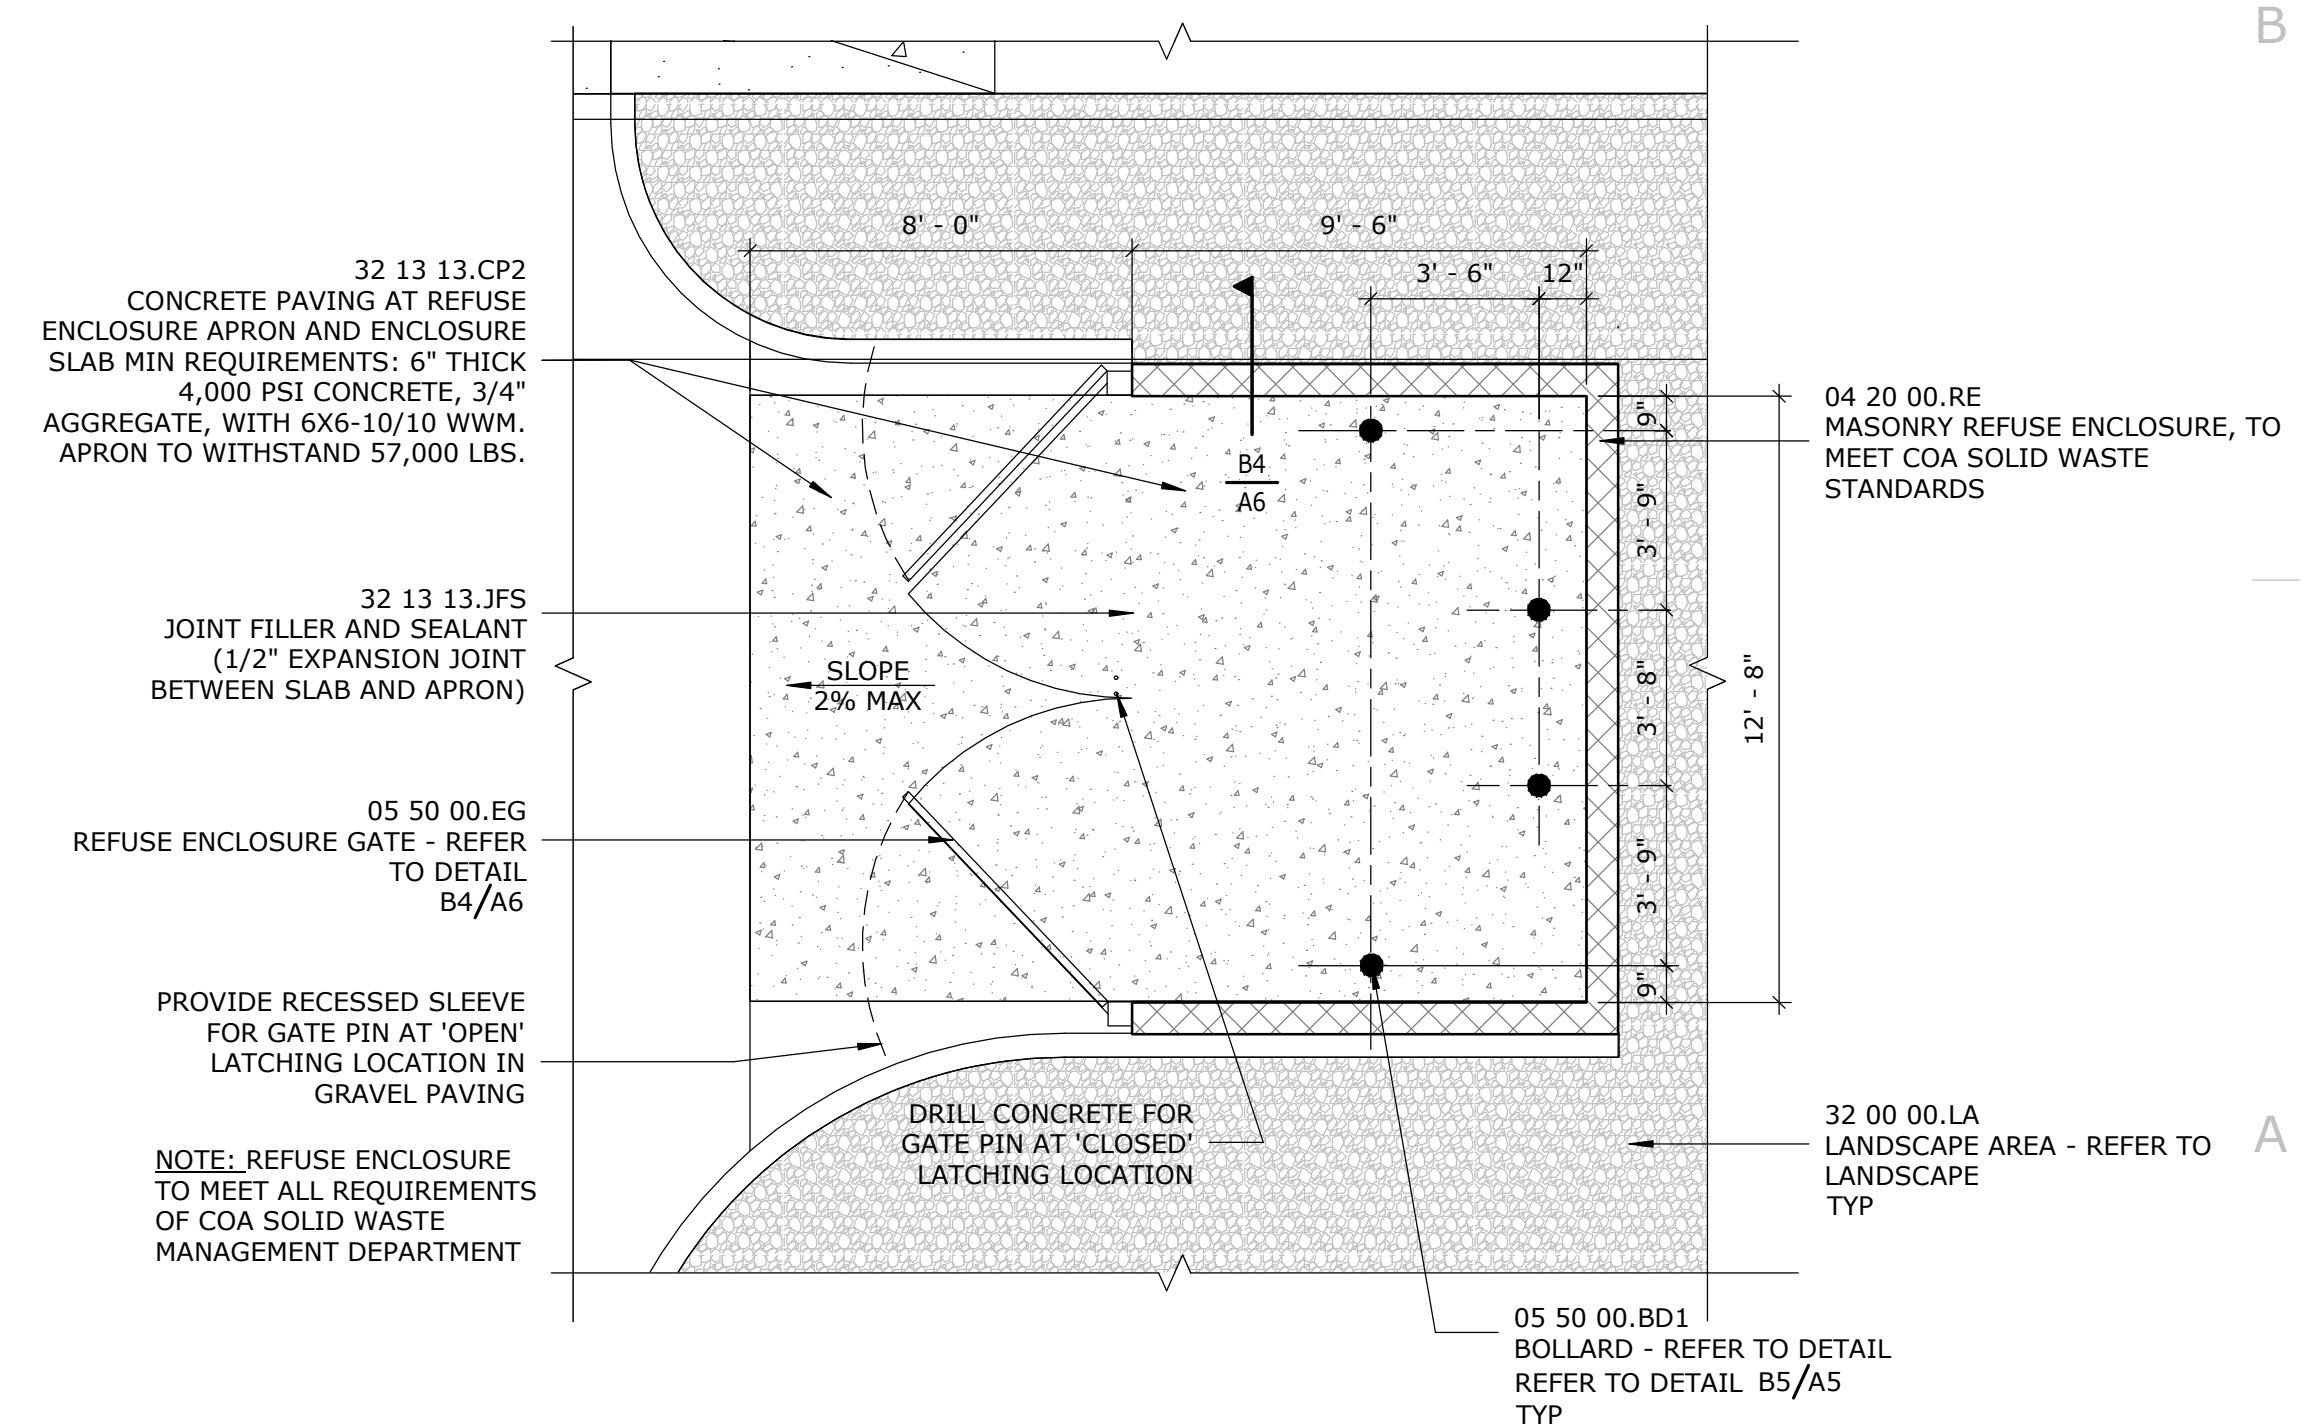 B
8' - 0"
9' - 6"
3' - 6"
12"
32 13 13.CP2
CONCRETE PAVING AT REFUSE
ENCLOSURE APRON AND ENCLOSURE
SLAB MIN REQUIREMENTS: 6" THICK
4,000 PSI CONCRETE, 3/4"
AGGREGATE, WITH 6X6-10/10 WWM.
APRON TO WITHSTAND 57,000 LBS.
B4
A6
9"
3' - 9"
3' - 8"
3' - 9"
9"
12' - 8"
04 20 00.RE
MASONRY REFUSE ENCLOSURE, TO
MEET COA SOLID WASTE
STANDARDS
32 13 13.JFS
JOINT FILLER AND SEALANT
(1/2" EXPANSION JOINT
BETWEEN SLAB AND APRON)
SLOPE
2% MAX
05 50 00.EG
REFUSE ENCLOSURE GATE - REFER
TO DETAIL
B4/A6
PROVIDE RECESSED SLEEVE
FOR GATE PIN AT 'OPEN'
LATCHING LOCATION IN
GRAVEL PAVING
NOTE: REFUSE ENCLOSURE
TO MEET ALL REQUIREMENTS
OF COA SOLID WASTE
MANAGEMENT DEPARTMENT
DRILL CONCRETE FOR
GATE PIN AT 'CLOSED'
LATCHING LOCATION
32 00 00.LA
LANDSCAPE AREA - REFER TO
LANDSCAPE
TYP
A
05 50 00.BD1
BOLLARD - REFER TO DETAIL
REFER TO DETAIL B5/A5
TYP